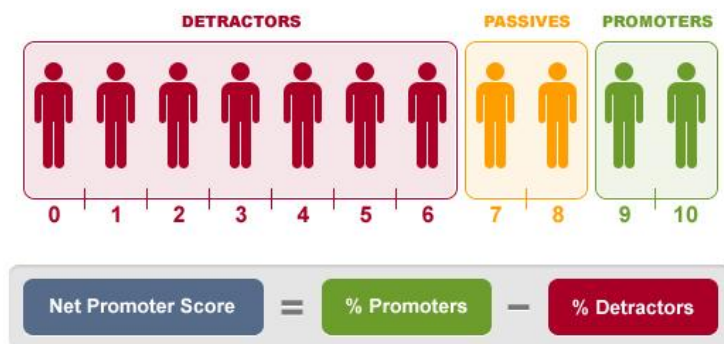 DETRACTORS PASSIVES PROMOTERS
0 1 2 3 4 5 6 7 8 9 10
Net Promoter Score = % Promoters − % Detractors